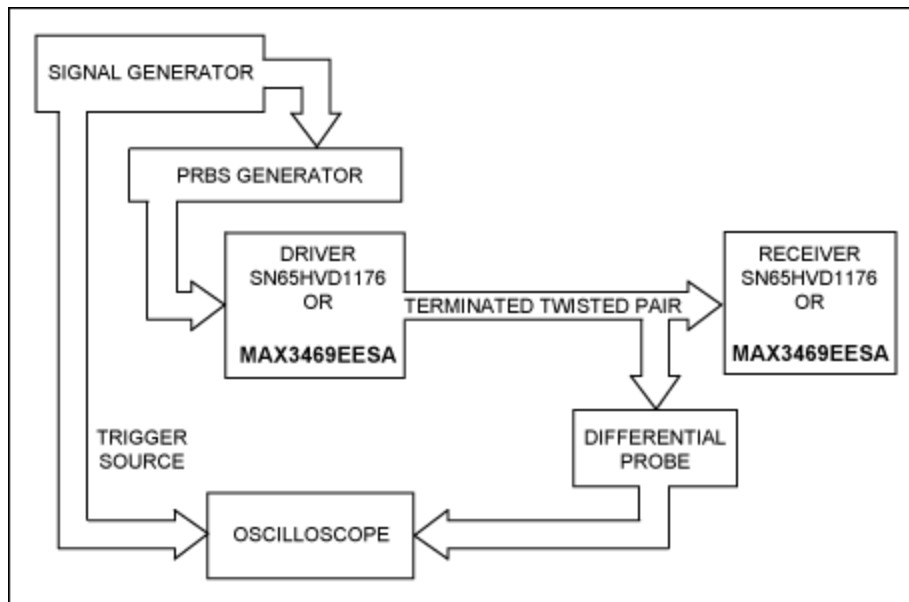 SIGNAL GENERATOR
PRBS GENERATOR
DRIVER
SN65HVD1176
OR
MAX3469EESA
TERMINATED TWISTED PAIR
RECEIVER
SN65HVD1176
OR
MAX3469EESA
TRIGGER
SOURCE
DIFFERENTIAL
PROBE
OSCILLOSCOPE